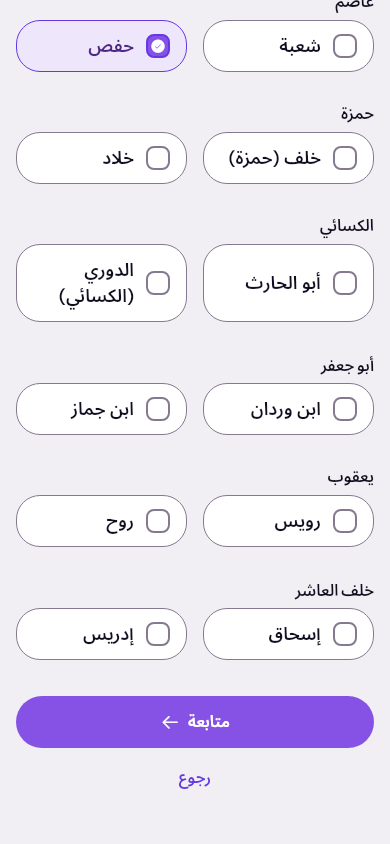 عاصم
شعبة
حفص
حمزة
خلف (حمزة)
خلاد
الكسائي
أبو الحارث
الدوري
(الكسائي)
أبو جعفر
ابن وردان
ابن جماز
يعقوب
رويس
روح
خلف العاشر
إسحاق
إدريس
متابعة
رجوع